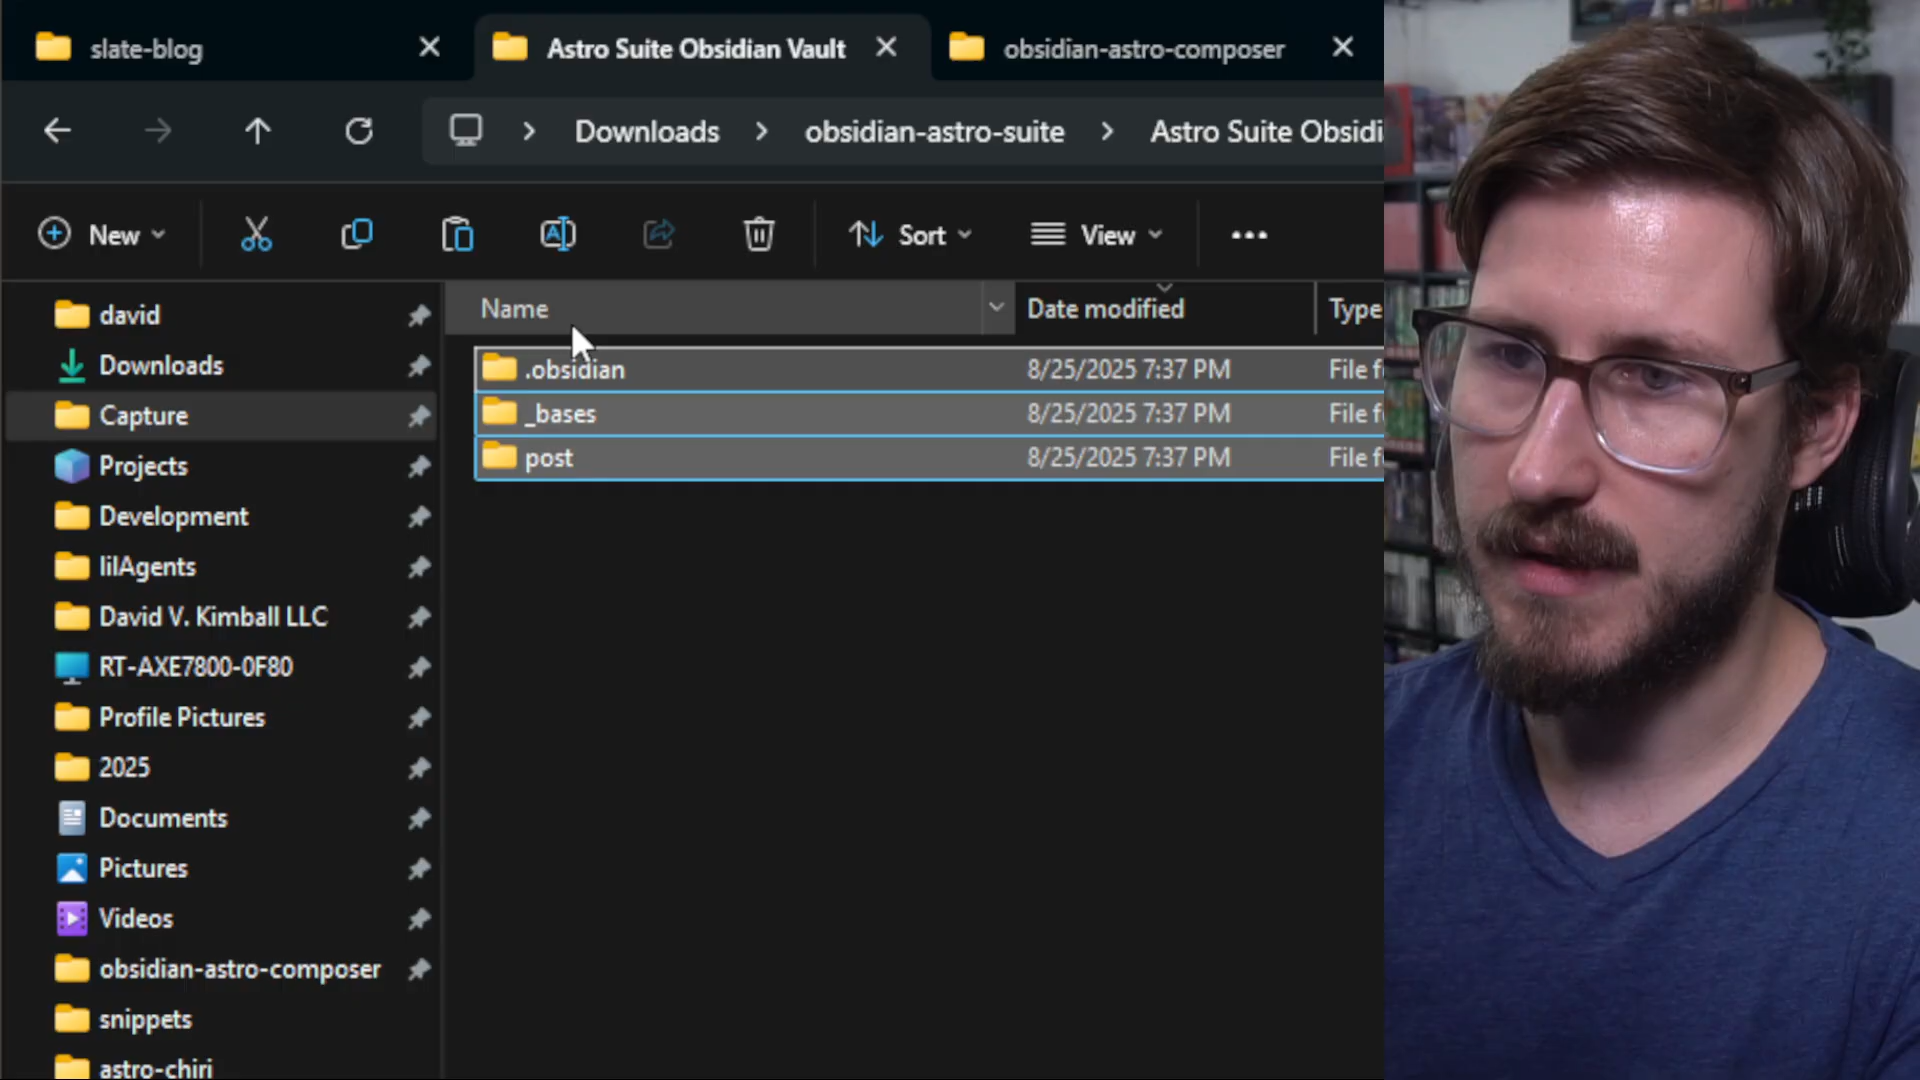 slate-blog
Astro Suite Obsidian Vault
obsidian-astro-composer
Downloads
obsidian-astro-suite
Astro Suite Obsidi
New
Sort
View
Name
Date modified
Type
.obsidian 8/25/2025 7:37 PM File f
_bases 8/25/2025 7:37 PM File f
post 8/25/2025 7:37 PM File f
david
Downloads
Capture
Projects
Development
lilAgents
David V. Kimball LLC
RT-AXE7800-0F80
Profile Pictures
2025
Documents
Pictures
Videos
obsidian-astro-composer
snippets
astro-chiri